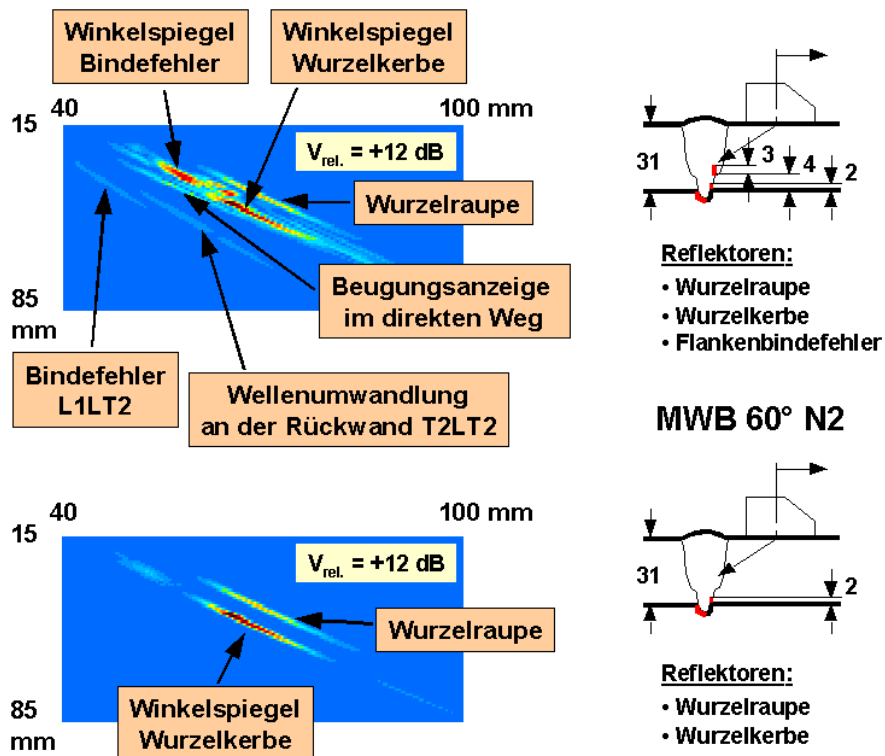 Winkelspiegel
Bindefehler
Winkelspiegel
Wurzelkerbe
40
100 mm
15
V rel. = +12 dB
Wurzelraupe
Beugungsanzeige
im direkten Weg
85
mm
Bindefehler
L1LT2
Wellenumwandlung
an der Rückwand T2LT2
31
3
4
2
Reflektoren:
• Wurzelraupe
• Wurzelkerbe
• Flankenbindefehler
MWB 60° N2
40
100 mm
15
V rel. = +12 dB
Wurzelraupe
85
mm
Winkelspiegel
Wurzelkerbe
31
2
Reflektoren:
• Wurzelraupe
• Wurzelkerbe